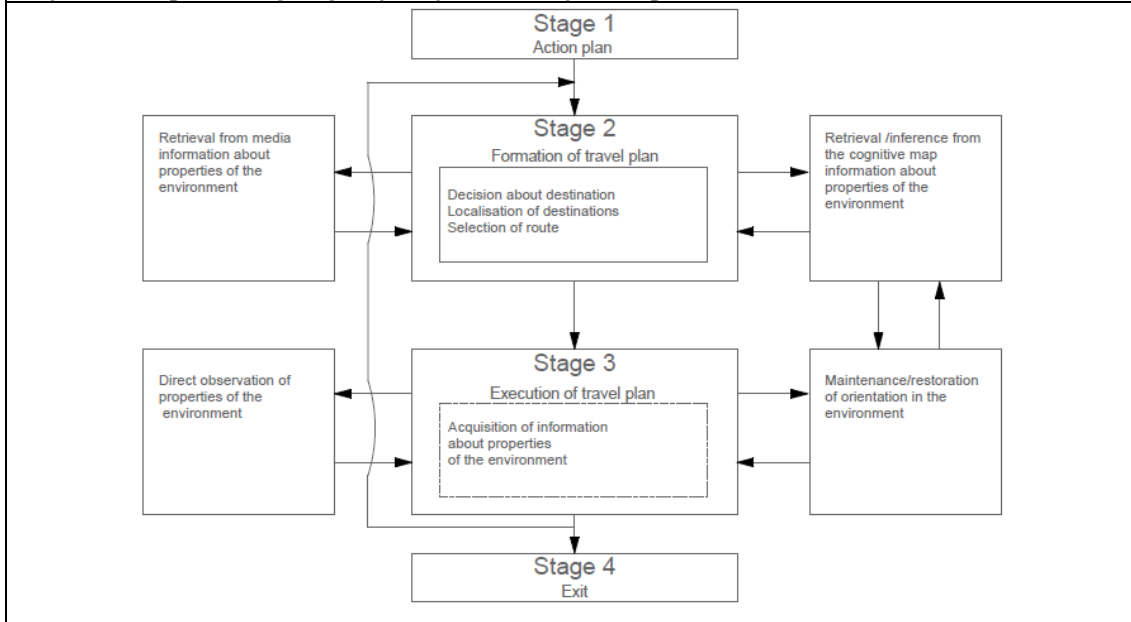 Stage 1
Action plan
Stage 2
Formation of travel plan
Decision about destination
Localisation of destinations
Selection of route
Retrieval from media
information about
properties of the
environment
Retrieval /inference from
the cognitive map
information about
properties of the
environment
Stage 3
Execution of travel plan
Acquisition of information
about properties
of the environment
Direct observation of
properties of the
environment
Maintenance/restoration
of orientation in the
environment
Stage 4
Exit